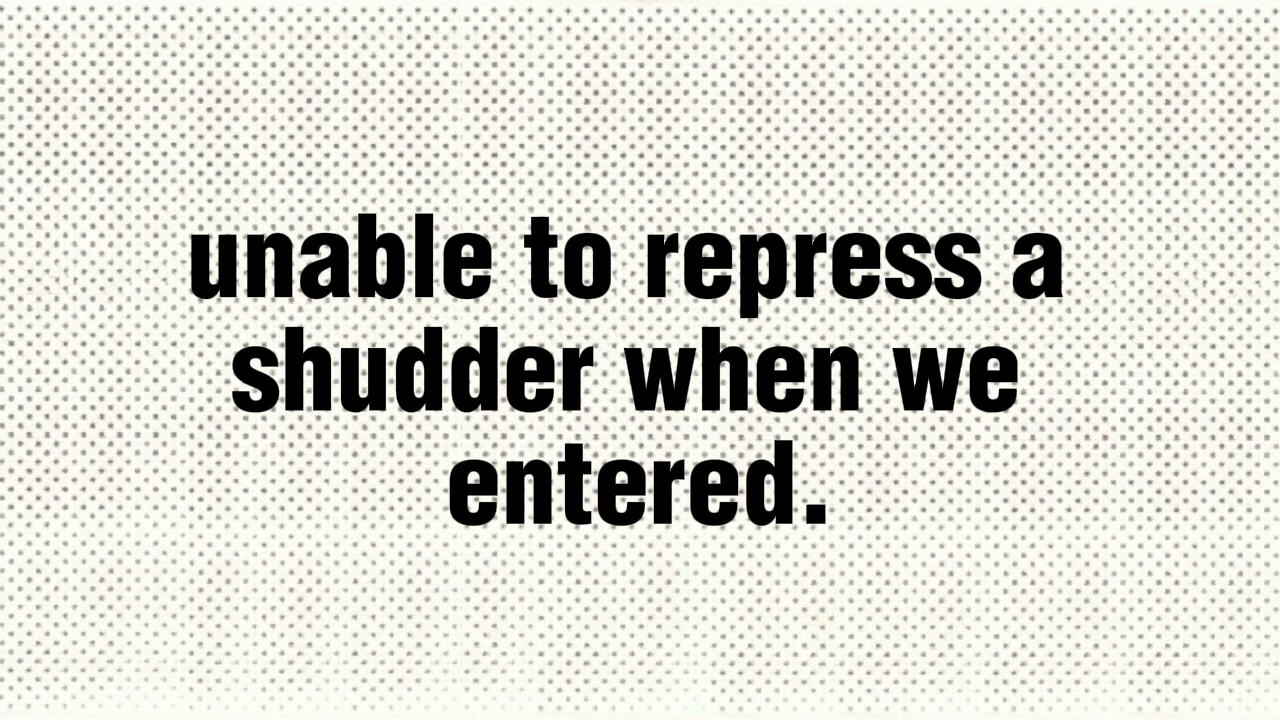 unable to repress a
shudder when we
entered.